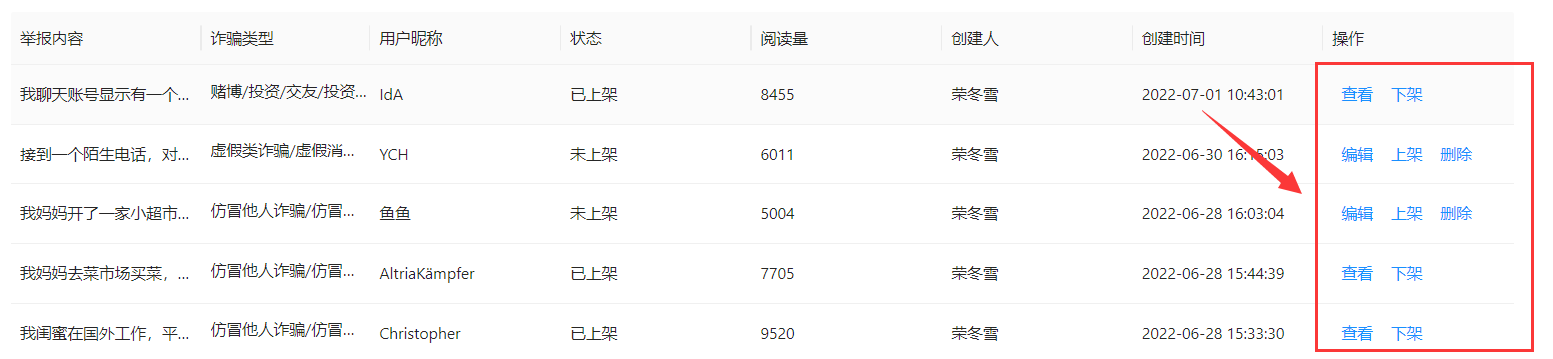 举报内容 诈骗类型 用户昵称 状态 阅读量 创建人 创建时间 操作
我聊天账号显示有一个... 赌博/投资/交友/投资... IdA 已上架 8455 荣冬雪 2022-07-01 10:43:01 查看 下架
接到一个陌生电话，对... 虚假类诈骗/虚假消... YCH 未上架 6011 荣冬雪 2022-06-30 16:15:03 编辑 上架 删除
我妈妈开了一家小超市... 仿冒他人诈骗/仿冒... 鱼鱼 未上架 5004 荣冬雪 2022-06-28 16:03:04 编辑 上架 删除
我妈妈去菜市场买菜，... 仿冒他人诈骗/仿冒... AltriaKämpfer 已上架 7705 荣冬雪 2022-06-28 15:44:39 查看 下架
我闺蜜在国外工作，平... 仿冒他人诈骗/仿冒... Christopher 已上架 9520 荣冬雪 2022-06-28 15:33:30 查看 下架